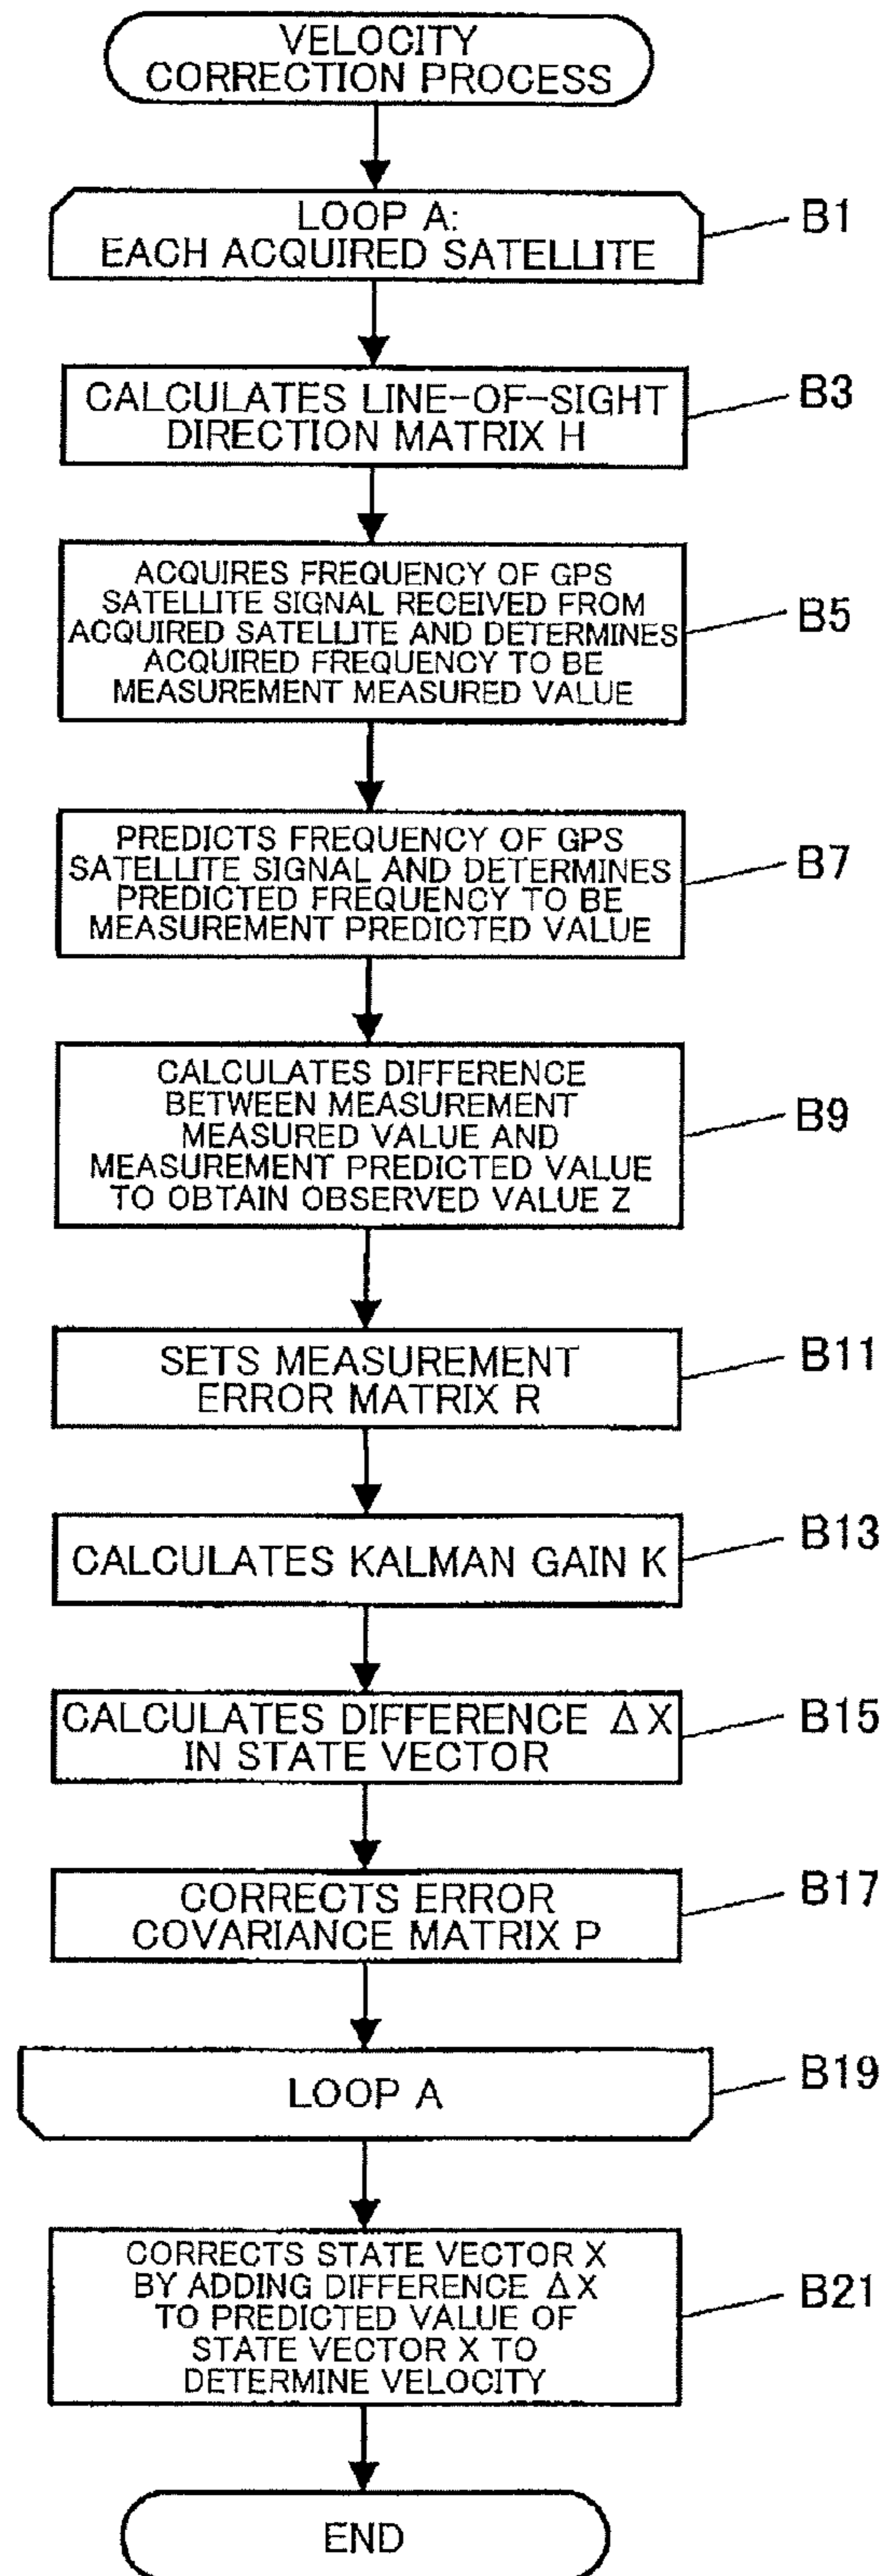 VELOCITY
CORRECTION PROCESS
LOOP A:
EACH ACQUIRED SATELLITE
B1
CALCULATES LINE-OF-SIGHT
DIRECTION MATRIX H
B3
ACQUIRES FREQUENCY OF GPS
SATELLITE SIGNAL RECEIVED FROM
ACQUIRED SATELLITE AND DETERMINES
ACQUIRED FREQUENCY TO BE
MEASUREMENT MEASURED VALUE
B5
PREDICTS FREQUENCY OF GPS
SATELLITE SIGNAL AND DETERMINES
PREDICTED FREQUENCY TO BE
MEASUREMENT PREDICTED VALUE
B7
CALCULATES DIFFERENCE
BETWEEN MEASUREMENT
MEASURED VALUE AND
MEASUREMENT PREDICTED VALUE
TO OBTAIN OBSERVED VALUE Z
B9
SETS MEASUREMENT
ERROR MATRIX R
B11
CALCULATES KALMAN GAIN K
B13
CALCULATES DIFFERENCE ΔX
IN STATE VECTOR
B15
CORRECTS ERROR
COVARIANCE MATRIX P
B17
LOOP A
B19
CORRECTS STATE VECTOR X
BY ADDING DIFFERENCE ΔX
TO PREDICTED VALUE OF
STATE VECTOR X TO
DETERMINE VELOCITY
B21
END